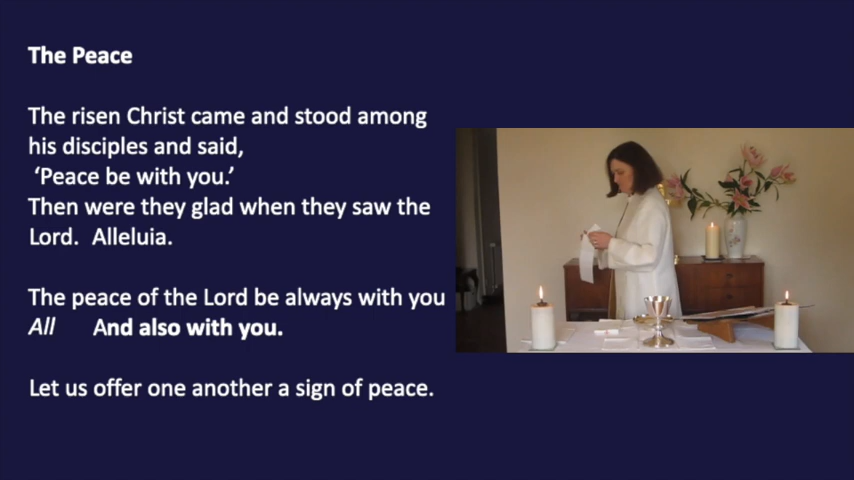 The Peace
The risen Christ came and stood among
his disciples and said,
‘Peace be with you.’
Then were they glad when they saw the
Lord.  Alleluia.
The peace of the Lord be always with you
All And also with you.
Let us offer one another a sign of peace.